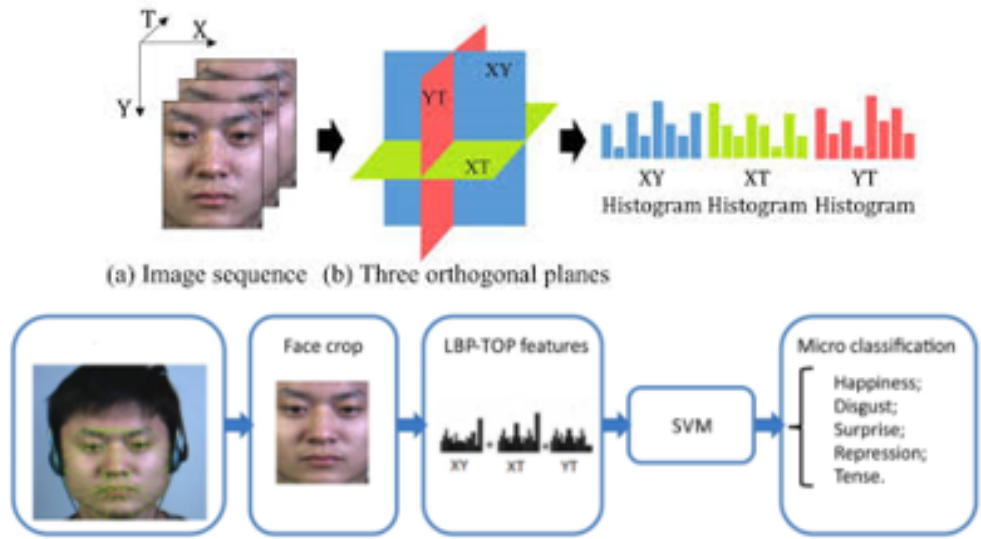 T
X
Y
XY
YT
XT
XY
Histogram
XT
Histogram
YT
Histogram
(a) Image sequence
(b) Three orthogonal planes
Face crop
LBP-TOP features
XY
+
XT
+
YT
SVM
Micro classification
Happiness;
Disgust;
Surprise;
Repression;
Tense.